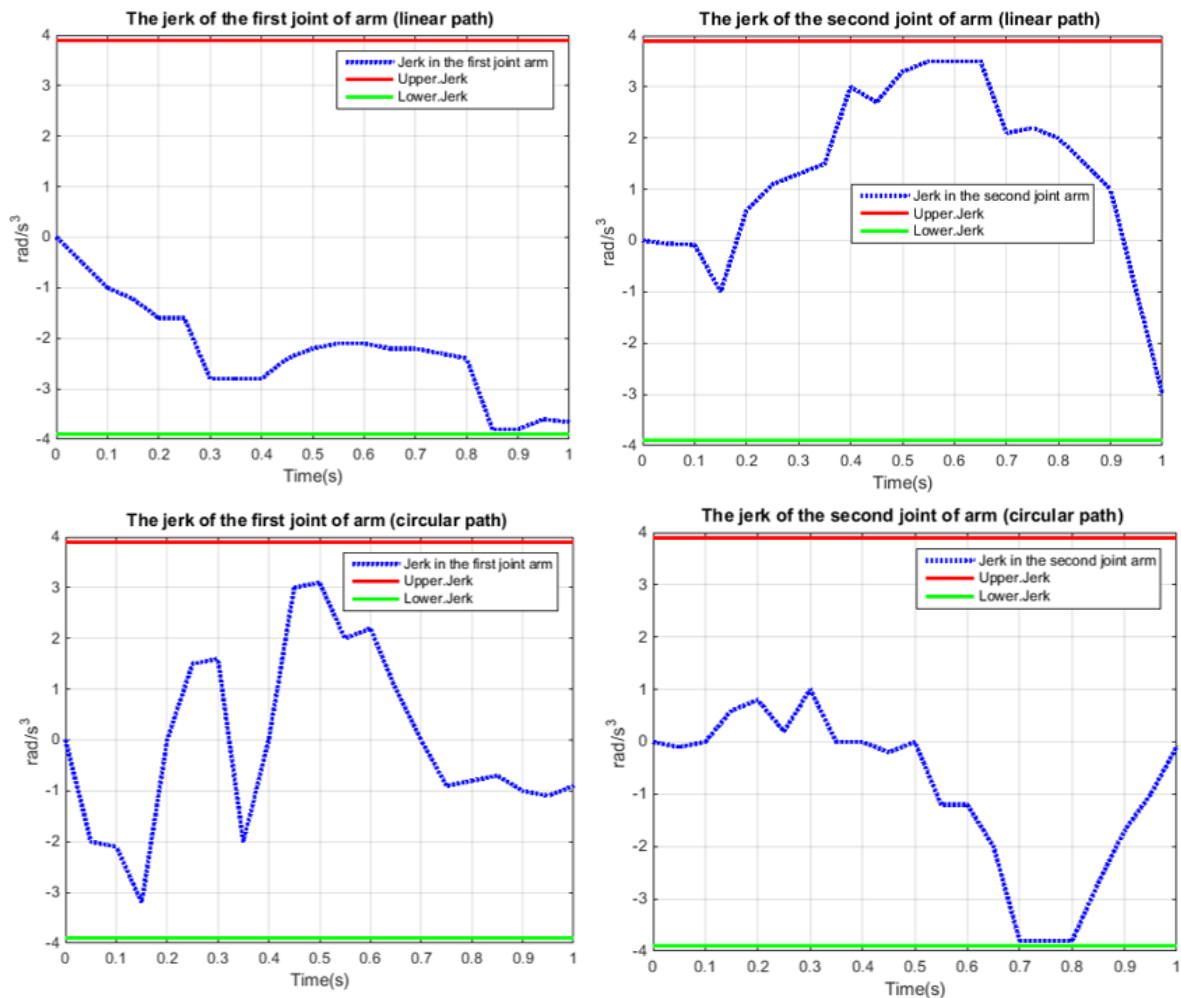 The jerk of the first joint of arm (linear path)
4
3
2
1
0
-1
-2
-3
-4
rad/s³
0 0.1 0.2 0.3 0.4 0.5 0.6 0.7 0.8 0.9 1
Time(s)
Jerk in the first joint arm
Upper.Jerk
Lower.Jerk
The jerk of the second joint of arm (linear path)
4
3
2
1
0
-1
-2
-3
-4
rad/s³
0 0.1 0.2 0.3 0.4 0.5 0.6 0.7 0.8 0.9 1
Time(s)
Jerk in the second joint arm
Upper.Jerk
Lower.Jerk
The jerk of the first joint of arm (circular path)
4
3
2
1
0
-1
-2
-3
-4
rad/s³
0 0.1 0.2 0.3 0.4 0.5 0.6 0.7 0.8 0.9 1
Time(s)
Jerk in the first joint arm
Upper.Jerk
Lower.Jerk
The jerk of the second joint of arm (circular path)
4
3
2
1
0
-1
-2
-3
-4
rad/s³
0 0.1 0.2 0.3 0.4 0.5 0.6 0.7 0.8 0.9 1
Time(s)
Jerk in the second joint arm
Upper.Jerk
Lower.Jerk